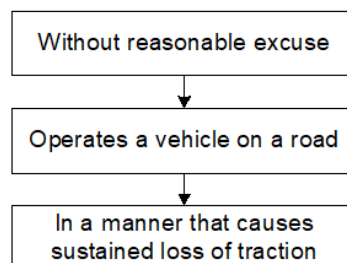 Without reasonable excuse
Operates a vehicle on a road
In a manner that causes
sustained loss of traction